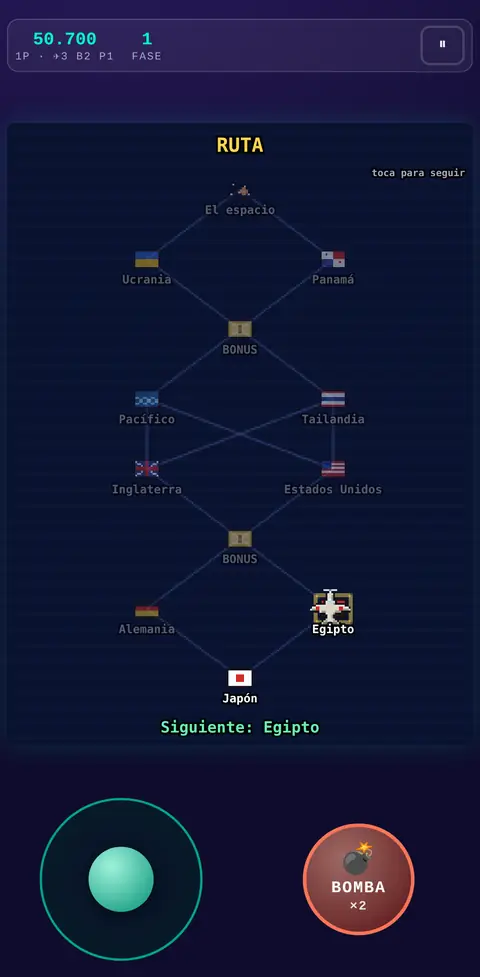 50.700 1
1P · ✈3 B2 P1 FASE
RUTA
toca para seguir
El espacio
Ucrania Panamá
BONUS
Pacífico Tailandia
Inglaterra Estados Unidos
BONUS
Alemania Egipto
Japón
Siguiente: Egipto
BOMBA
×2